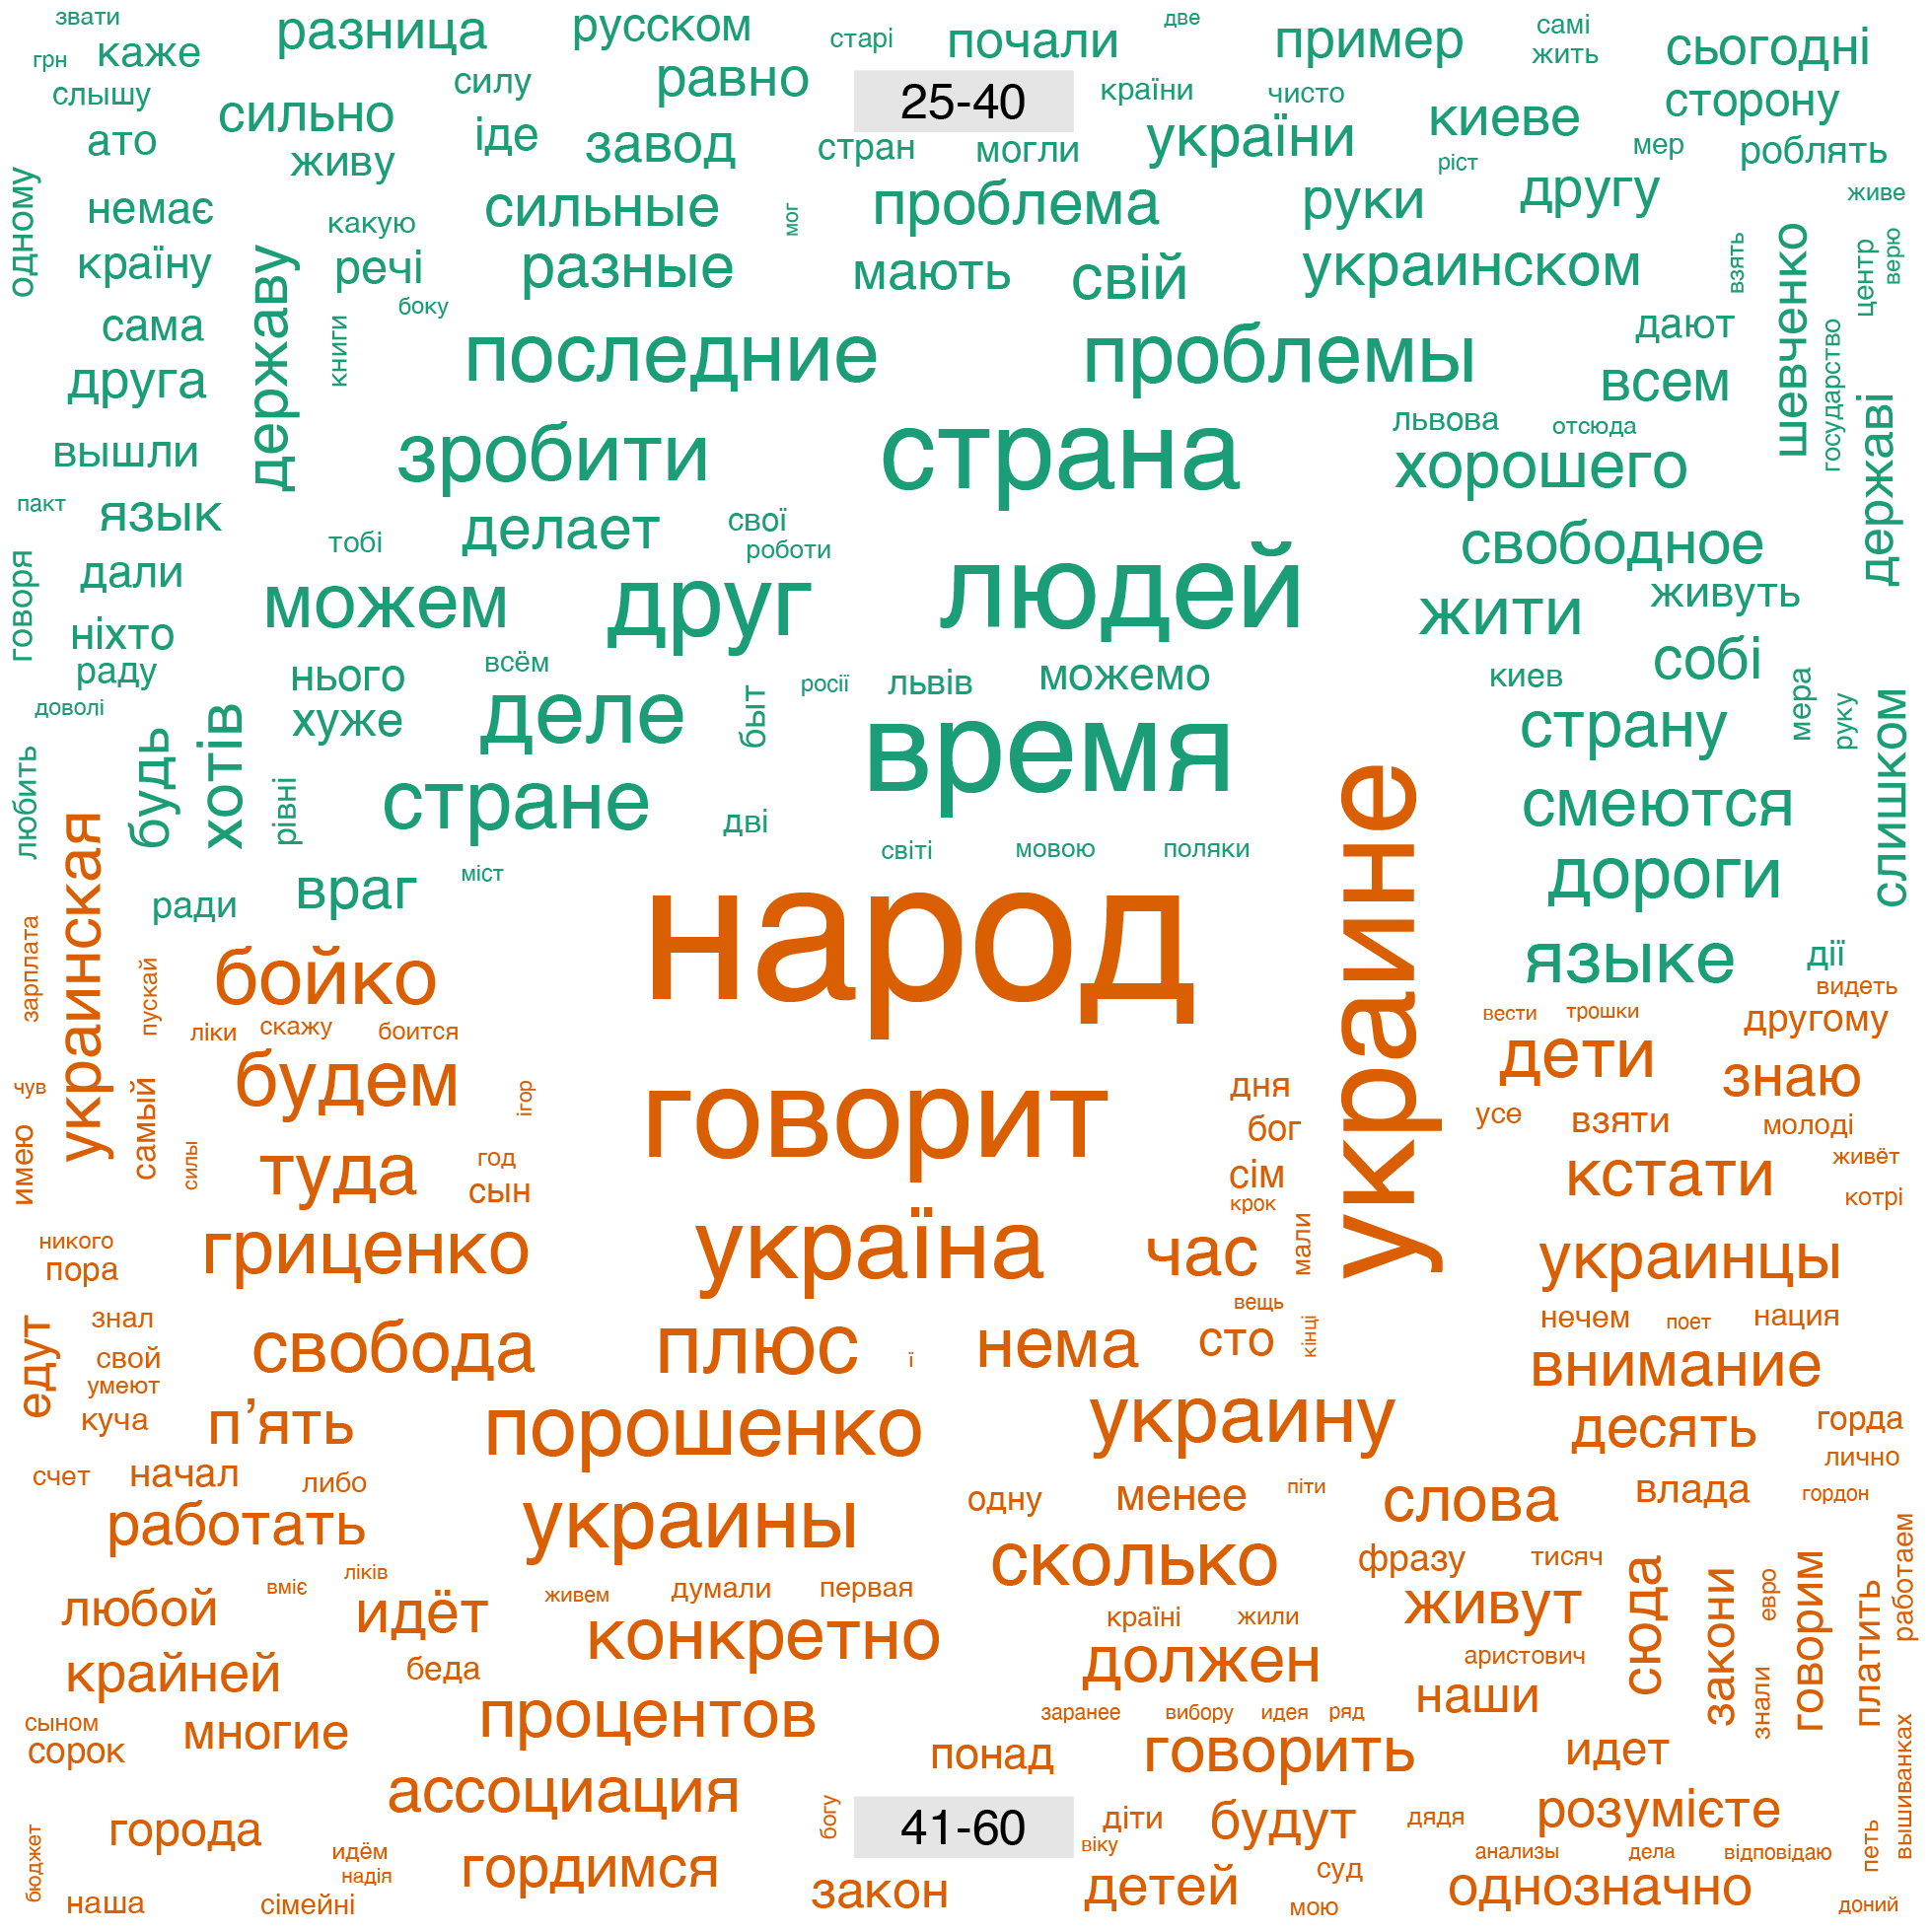 звати
разница
русском
старі
почали
две
пример
самі
жить
сьогодні
грн
каже
слышу
сильно
силу
равно
25-40
країни
чисто
киеве
сторону
ато
живу
іде
завод
стран
могли
україни
ріст
мер
роблять
одному
немає
какую
сильные
мог
проблема
руки
другу
живе
країну
державу
речі
боку
разные
мають
свій
украинском
взять
шевченко
центр
верю
сама
книги
друга
последние
проблемы
дают
всем
государство
державі
вышли
зробити
страна
львова
отсюда
хорошего
пакт
язык
тобі
делает
свої
роботи
людей
свободное
говоря
дали
можем
друг
жити
живуть
ніхто
раду
нього
всём
росії
львів
можемо
киев
собі
доволі
хуже
деле
быт
время
страну
мера
руку
слишком
любить
будь
хотів
рівні
стране
дві
смеются
світі
мовою
поляки
ради
враг
міст
дороги
языке
дії
украинская
зарплата
пускай
бойко
народ
украине
видеть
ліки
скажу
боится
вести
трошки
другому
чув
будем
ігор
дети
знаю
имею
самый
силы
говорит
дня
бог
усе
взяти
молоді
туда
год
сын
сім
крок
кстати
живёт
котрі
никого
пора
гриценко
україна
час
мали
украинцы
едут
знал
свой
умеют
куча
свобода
плюс
ї
нема
вещь
сто
кінці
нечем
поет
нация
внимание
п’ять
порошенко
украину
десять
горда
лично
счет
начал
либо
одну
менее
піти
слова
влада
гордон
работать
украины
сколько
фразу
тисяч
сюда
закони
евро
говорим
платить
работаем
любой
вміє
ліків
идёт
живем
думали
первая
країні
жили
живут
крайней
беда
конкретно
должен
аристович
наши
знали
сыном
сорок
многие
процентов
заранее
вибору
идея
ряд
понад
говорить
идет
вышиванках
ассоциация
богу
41-60
діти
віку
будут
дядя
розумієте
бюджет
города
идём
надія
гордимся
анализы
дела
відповідаю
петь
наша
сімейні
закон
детей
суд
мою
однозначно
доний